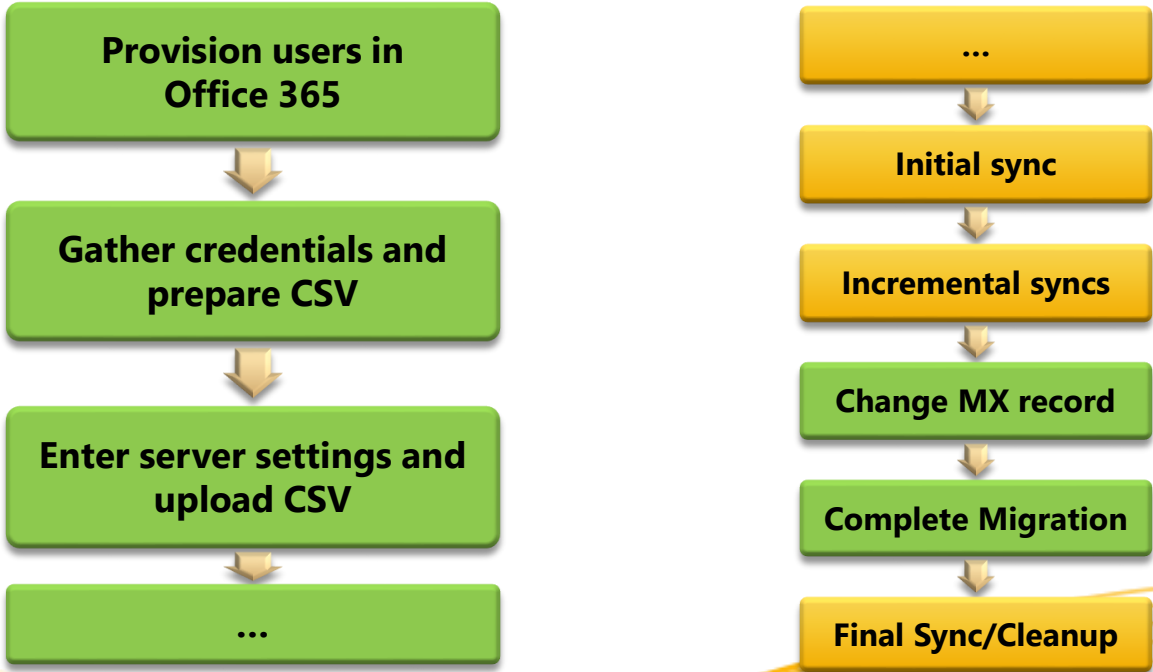 Provision users in
Office 365
Gather credentials and
prepare CSV
Enter server settings and
upload CSV
...
...
Initial sync
Incremental syncs
Change MX record
Complete Migration
Final Sync/Cleanup